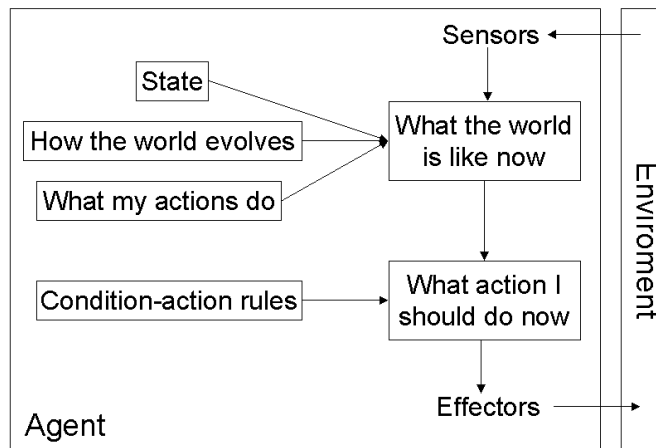 Sensors
State
What the world
is like now
How the world evolves
What my actions do
Condition-action rules
What action I
should do now
Effectors
Agent
Enviroment